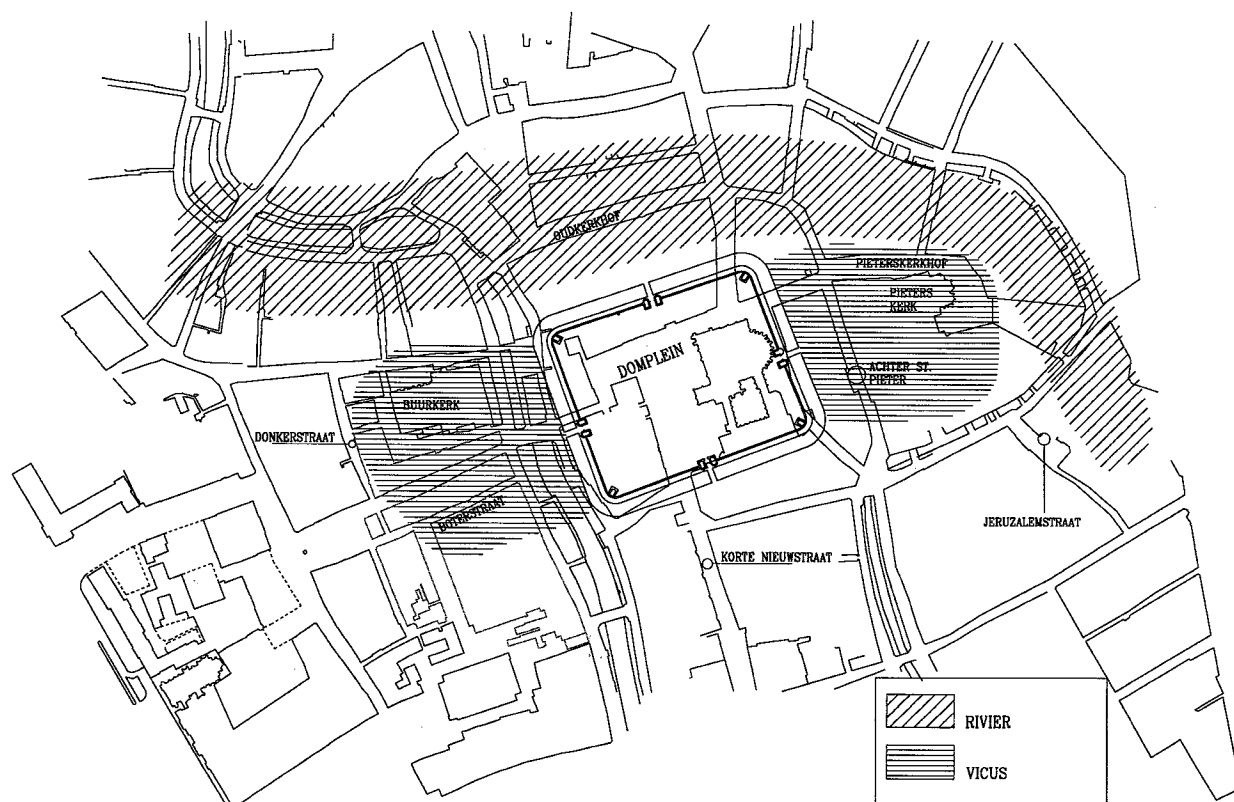 OUDKERKHOF
PIETERSKERKHOF
PIETERS
KERK
DOMPLEIN
ACHTER ST.
PIETER
BUURKERK
DONKERSTRAAT
BOTERSTRAAT
JERUZALEMSTRAAT
KORTE NIEUWSTRAAT
RIVIER
VICUS